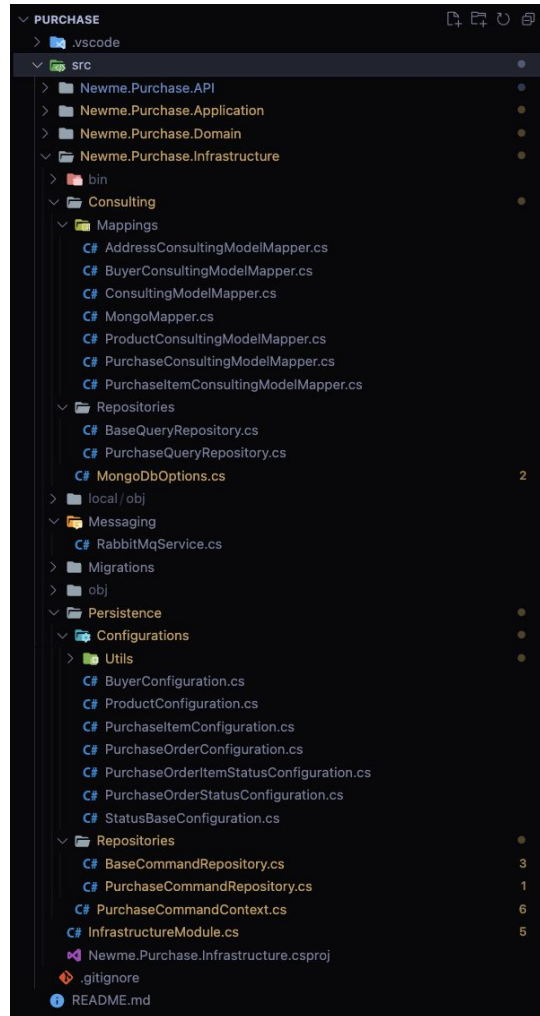 PURCHASE
.vscode
src
Newme.Purchase.API
Newme.Purchase.Application
Newme.Purchase.Domain
Newme.Purchase.Infrastructure
bin
Consulting
Mappings
C# AddressConsultingModelMapper.cs
C# BuyerConsultingModelMapper.cs
C# ConsultingModelMapper.cs
C# MongoMapper.cs
C# ProductConsultingModelMapper.cs
C# PurchaseConsultingModelMapper.cs
C# PurchaseItemConsultingModelMapper.cs
Repositories
C# BaseQueryRepository.cs
C# PurchaseQueryRepository.cs
C# MongoDbOptions.cs 2
local/obj
Messaging
C# RabbitMqService.cs
Migrations
obj
Persistence
Configurations
Utils
C# BuyerConfiguration.cs
C# ProductConfiguration.cs
C# PurchaseItemConfiguration.cs
C# PurchaseOrderConfiguration.cs
C# PurchaseOrderItemStatusConfiguration.cs
C# PurchaseOrderStatusConfiguration.cs
C# StatusBaseConfiguration.cs
Repositories
C# BaseCommandRepository.cs 3
C# PurchaseCommandRepository.cs 1
C# PurchaseCommandContext.cs 6
C# InfrastructureModule.cs 5
Newme.Purchase.Infrastructure.csproj
.gitignore
README.md